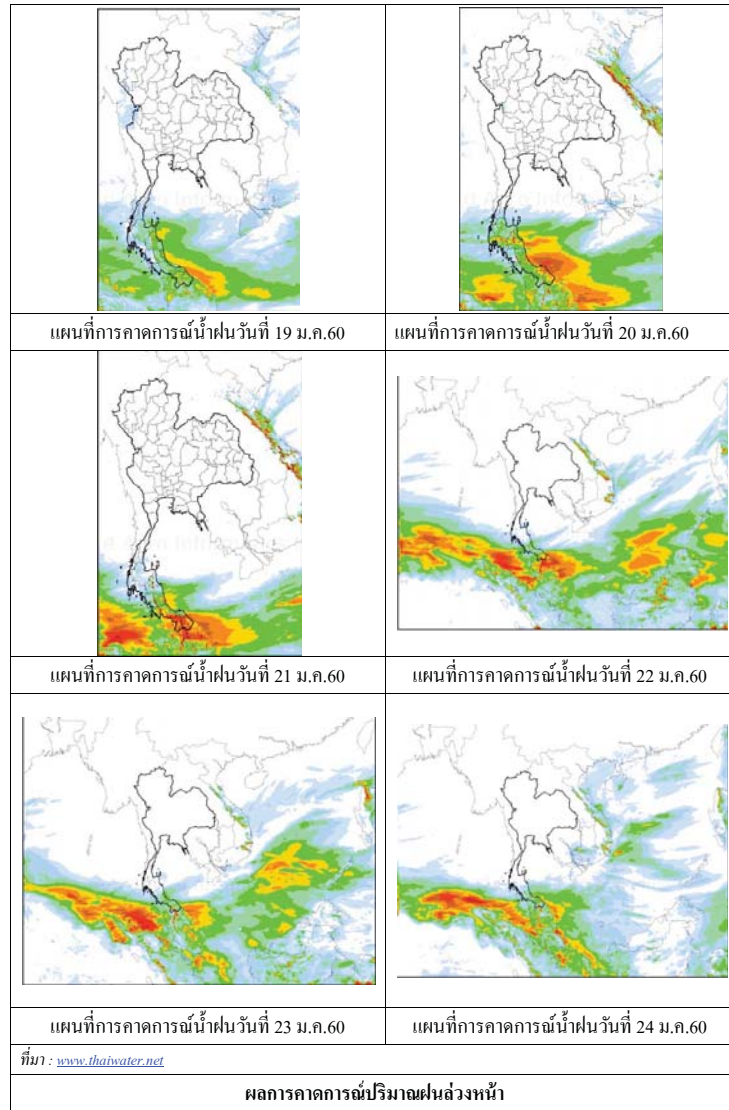 แผนที่การคาดการณ์น้ำฝนวันที่ 19 ม.ค.60
แผนที่การคาดการณ์น้ำฝนวันที่ 20 ม.ค.60
แผนที่การคาดการณ์น้ำฝนวันที่ 21 ม.ค.60
แผนที่การคาดการณ์น้ำฝนวันที่ 22 ม.ค.60
แผนที่การคาดการณ์น้ำฝนวันที่ 23 ม.ค.60
แผนที่การคาดการณ์น้ำฝนวันที่ 24 ม.ค.60
ที่มา : www.thaiwater.net
ผลการคาดการณ์ปริมาณฝนล่วงหน้า